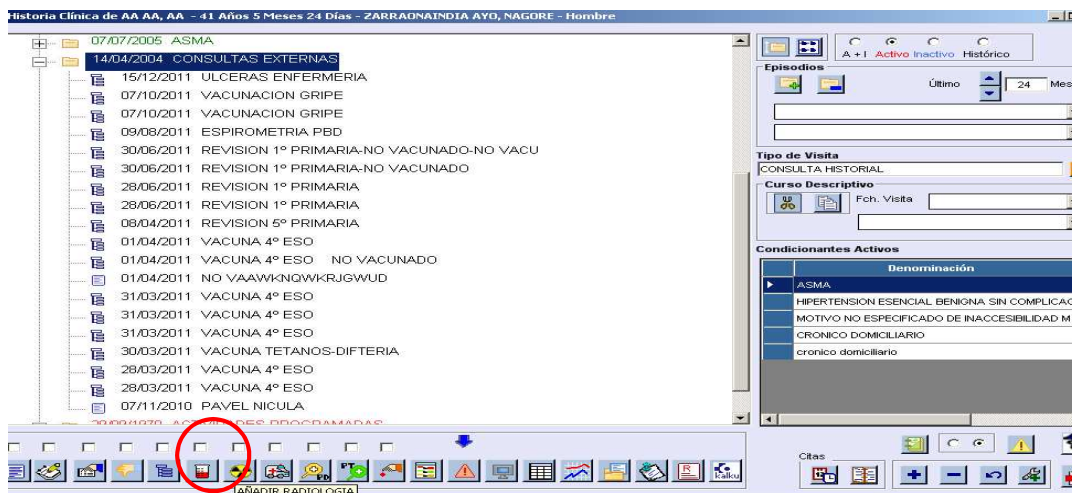 Historia Clínica de AA AA, AA - 41 Años 5 Meses 24 Días - ZARRAONAINDIA AYO, NAGORE - Hombre
07/07/2005 ASMA
14/04/2004 CONSULTAS EXTERNAS
15/12/2011 ULCERAS ENFERMERIA
07/10/2011 VACUNACION GRIPE
07/10/2011 VACUNACION GRIPE
09/08/2011 ESPIROMETRIA PBD
30/06/2011 REVISION 1º PRIMARIA-NO VACUNADO-NO VACU
30/06/2011 REVISION 1º PRIMARIA-NO VACUNADO
28/06/2011 REVISION 1º PRIMARIA
28/06/2011 REVISION 1º PRIMARIA
08/04/2011 REVISION 5º PRIMARIA
01/04/2011 VACUNA 4º ESO
01/04/2011 VACUNA 4º ESO NO VACUNADO
01/04/2011 NO VAAWKNQWKRJGWUD
31/03/2011 VACUNA 4º ESO
31/03/2011 VACUNA 4º ESO
31/03/2011 VACUNA 4º ESO
30/03/2011 VACUNA TETANOS-DIFTERIA
28/03/2011 VACUNA 4º ESO
28/03/2011 VACUNA 4º ESO
07/11/2010 PAVEL NICULA
ACTIVIDADES PROGRAMADAS
A + I Activo Inactivo Histórico
Episodios
Último 24 Mes
Tipo de Visita
CONSULTA HISTORIAL
Curso Descriptivo
Fch. Visita
Condicionantes Activos
Denominación
ASMA
HIPERTENSION ESENCIAL BENIGNA SIN COMPLICAC
MOTIVO NO ESPECIFICADO DE INACCESIBILIDAD M
CRONICO DOMICILIARIO
cronico domiciliario
PD
PT
R
Kalku
AÑADIR RADIOLOGIA
Citas